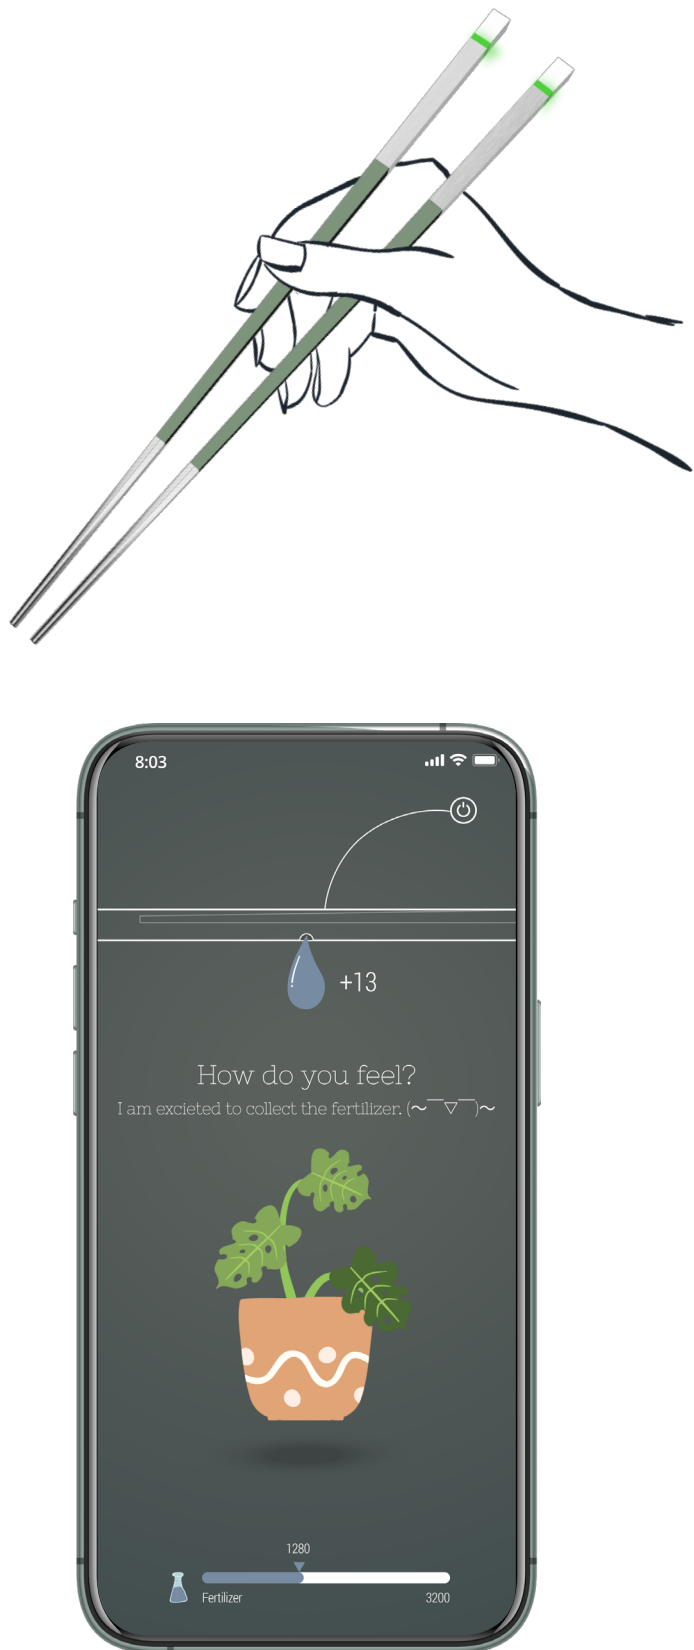 8:03
+13
How do you feel?
I am excieted to collect the fertilizer. (～￣▽￣)～
1280
Fertilizer 3200